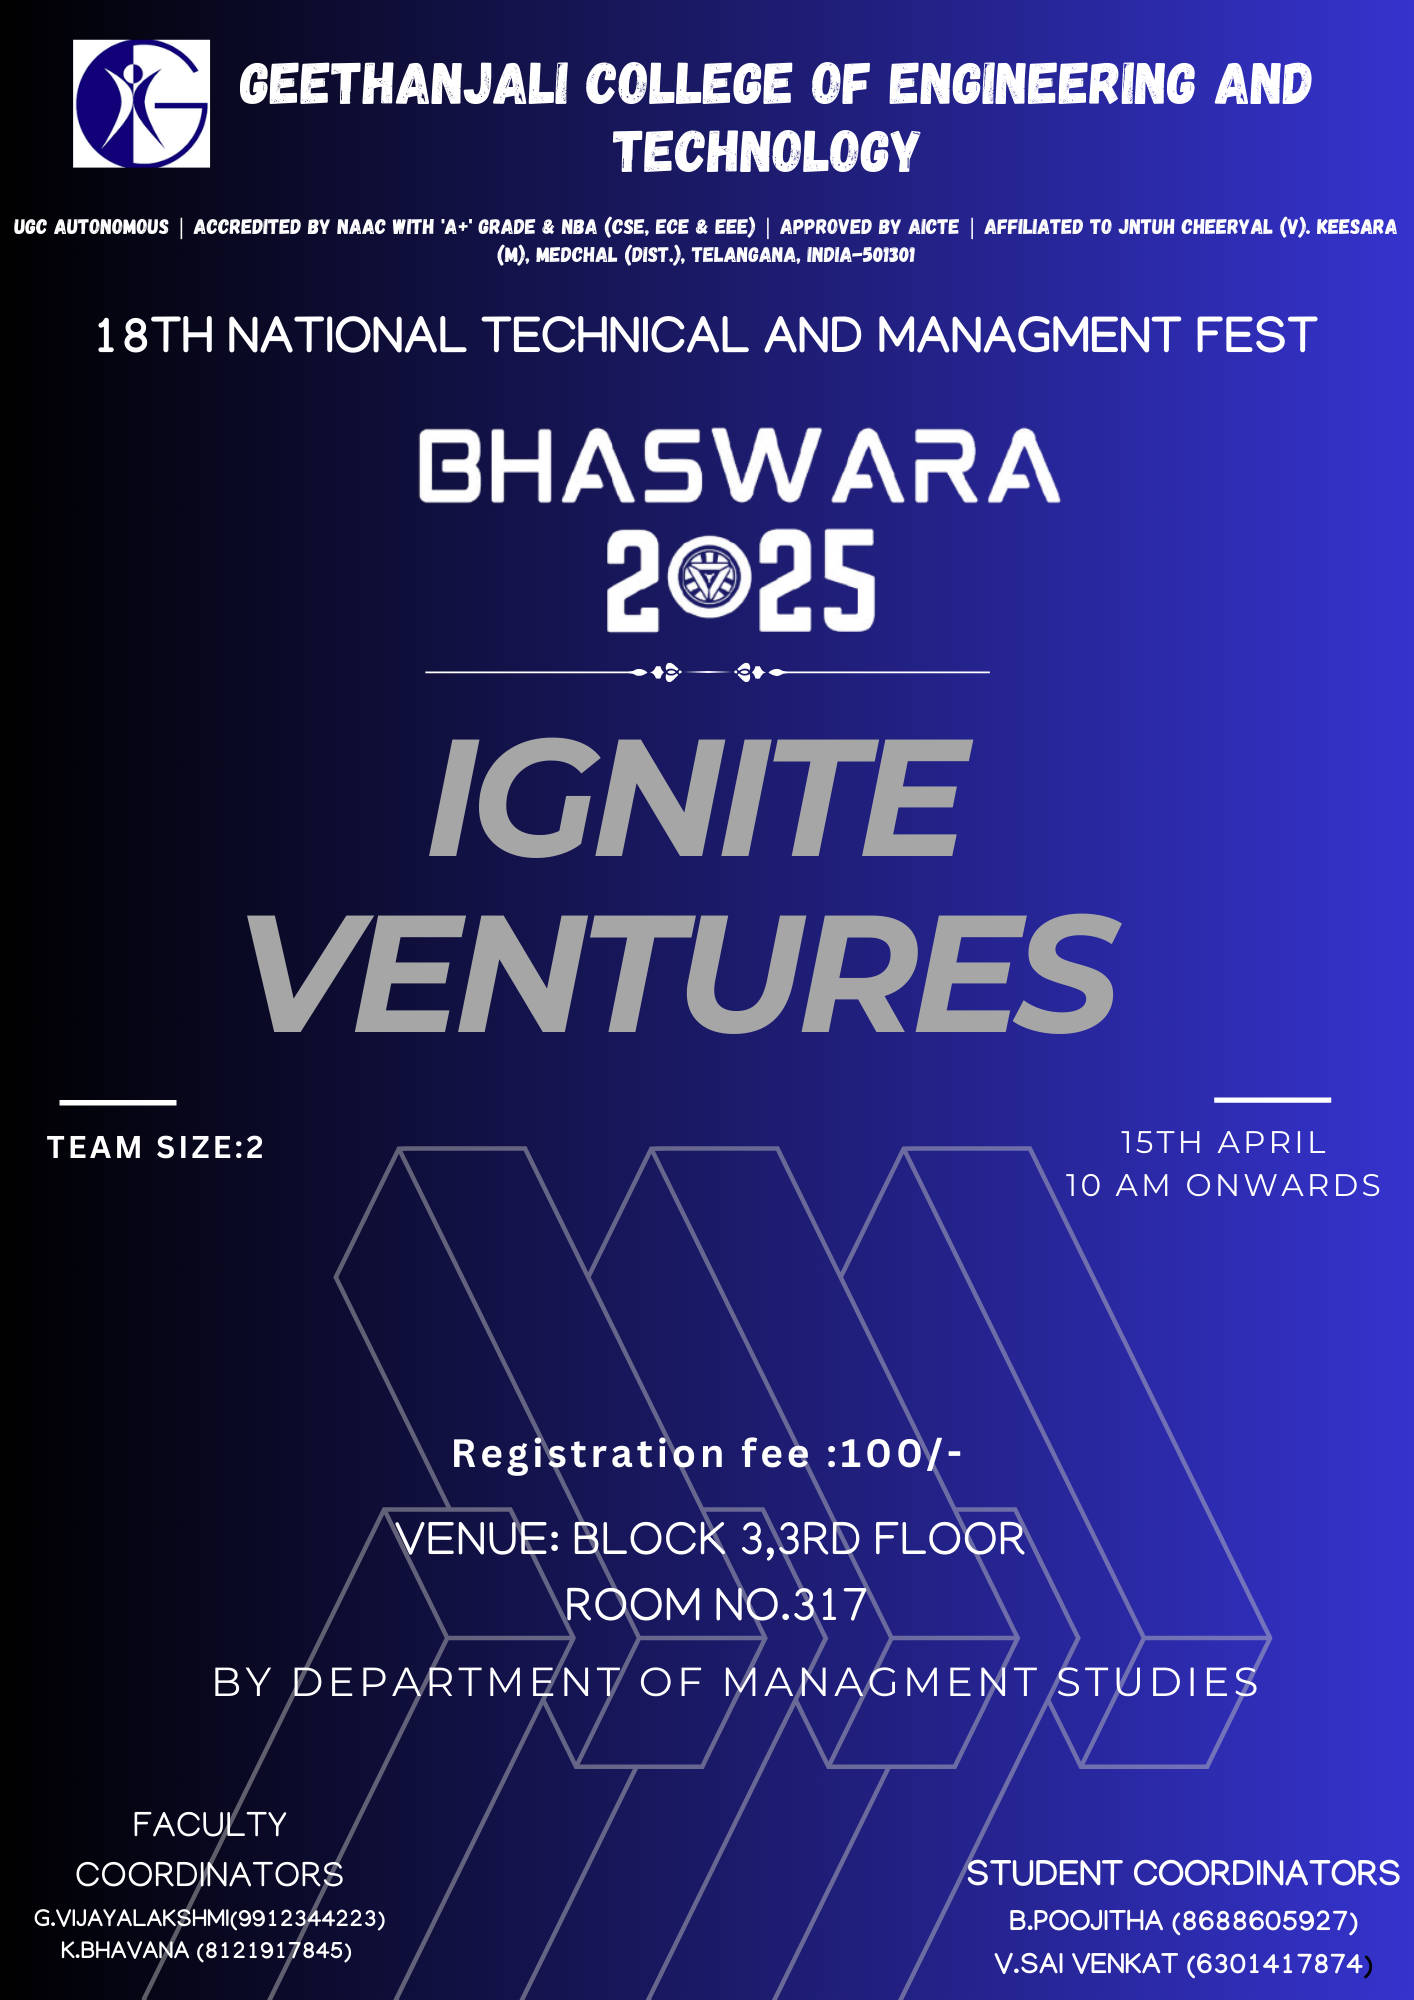 GEETHANJALI COLLEGE OF ENGINEERING AND
TECHNOLOGY
UGC AUTONOMOUS | ACCREDITED BY NAAC WITH 'A+' GRADE & NBA (CSE, ECE & EEE) | APPROVED BY AICTE | AFFILIATED TO JNTUH CHEERYAL (V). KEESARA
(M), MEDCHAL (DIST.), TELANGANA, INDIA-501301
18TH NATIONAL TECHNICAL AND MANAGMENT FEST
BHASWARA
2025
IGNITE
VENTURES
TEAM SIZE:2
15TH APRIL
10 AM ONWARDS
Registration fee :100/-
VENUE: BLOCK 3,3RD FLOOR
ROOM NO.317
BY DEPARTMENT OF MANAGMENT STUDIES
FACULTY
COORDINATORS
G.VIJAYALAKSHMI(9912344223)
K.BHAVANA (8121917845)
STUDENT COORDINATORS
B.POOJITHA (8688605927)
V.SAI VENKAT (6301417874)